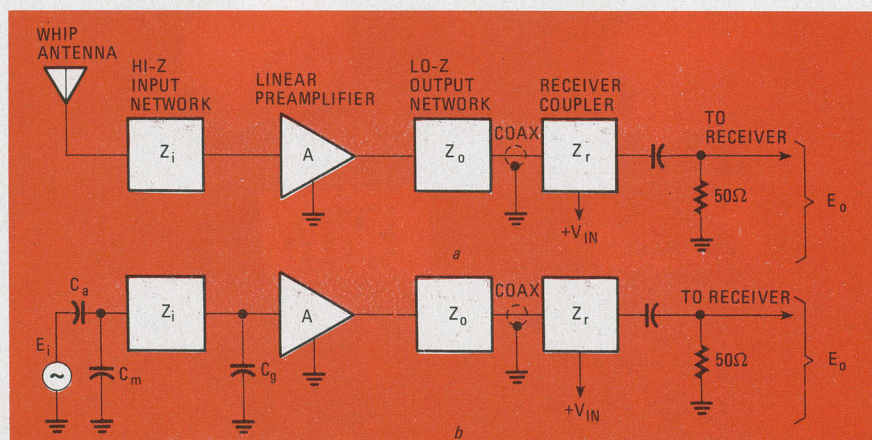 WHIP
ANTENNA
HI-Z
INPUT
NETWORK
LINEAR
PREAMPLIFIER
LO-Z
OUTPUT
NETWORK
RECEIVER
COUPLER
TO
RECEIVER
COAX
Zi
A
Zo
Zr
50Ω
Eo
+VIN
a
Ca
COAX
TO RECEIVER
Ei
Zi
A
Zo
Zr
Cm
Cg
50Ω
Eo
+VIN
b